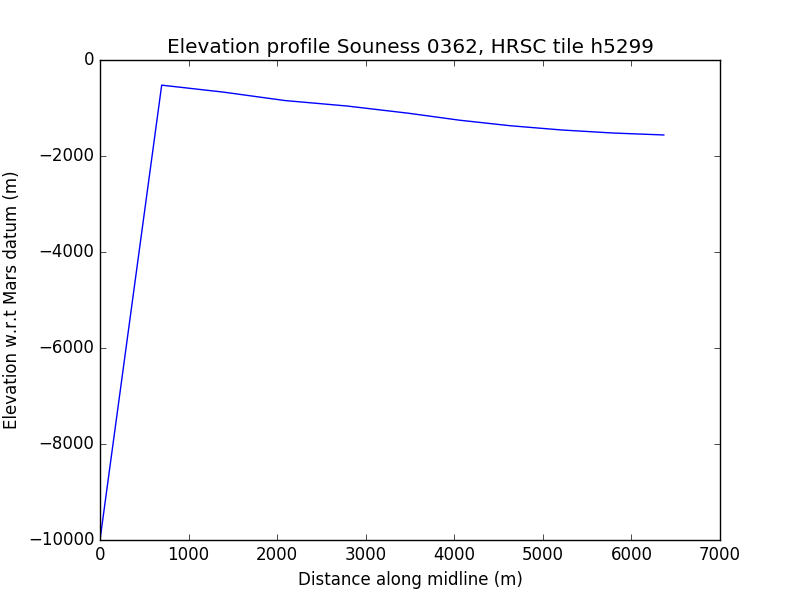 Elevation profile Souness 0362, HRSC tile h5299
Elevation w.r.t Mars datum (m)
0
−2000
−4000
−6000
−8000
−10000
0 1000 2000 3000 4000 5000 6000 7000
Distance along midline (m)